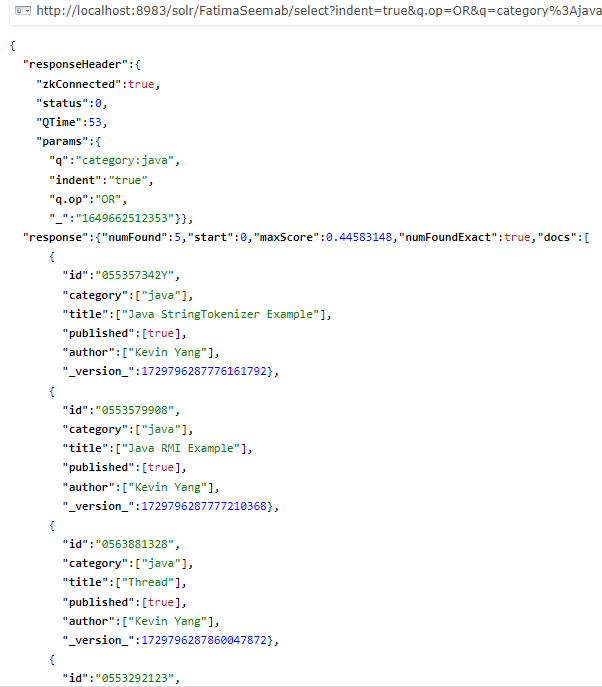 http://localhost:8983/solr/FatimaSeemab/select?indent=true&q.op=OR&q=category%3Ajava
{
"responseHeader":{
"zkConnected":true,
"status":0,
"QTime":53,
"params":{
"q":"category:java",
"indent":"true",
"q.op":"OR",
"_":"1649662512353"}},
"response":{"numFound":5,"start":0,"maxScore":0.44583148,"numFoundExact":true,"docs":[
{
"id":"055357342Y",
"category":["java"],
"title":["Java StringTokenizer Example"],
"published":[true],
"author":["Kevin Yang"],
"_version_":1729796287776161792},
{
"id":"0553579908",
"category":["java"],
"title":["Java RMI Example"],
"published":[true],
"author":["Kevin Yang"],
"_version_":1729796287777210368},
{
"id":"0563881328",
"category":["java"],
"title":["Thread"],
"published":[true],
"author":["Kevin Yang"],
"_version_":1729796287860047872},
{
"id":"0553292123",